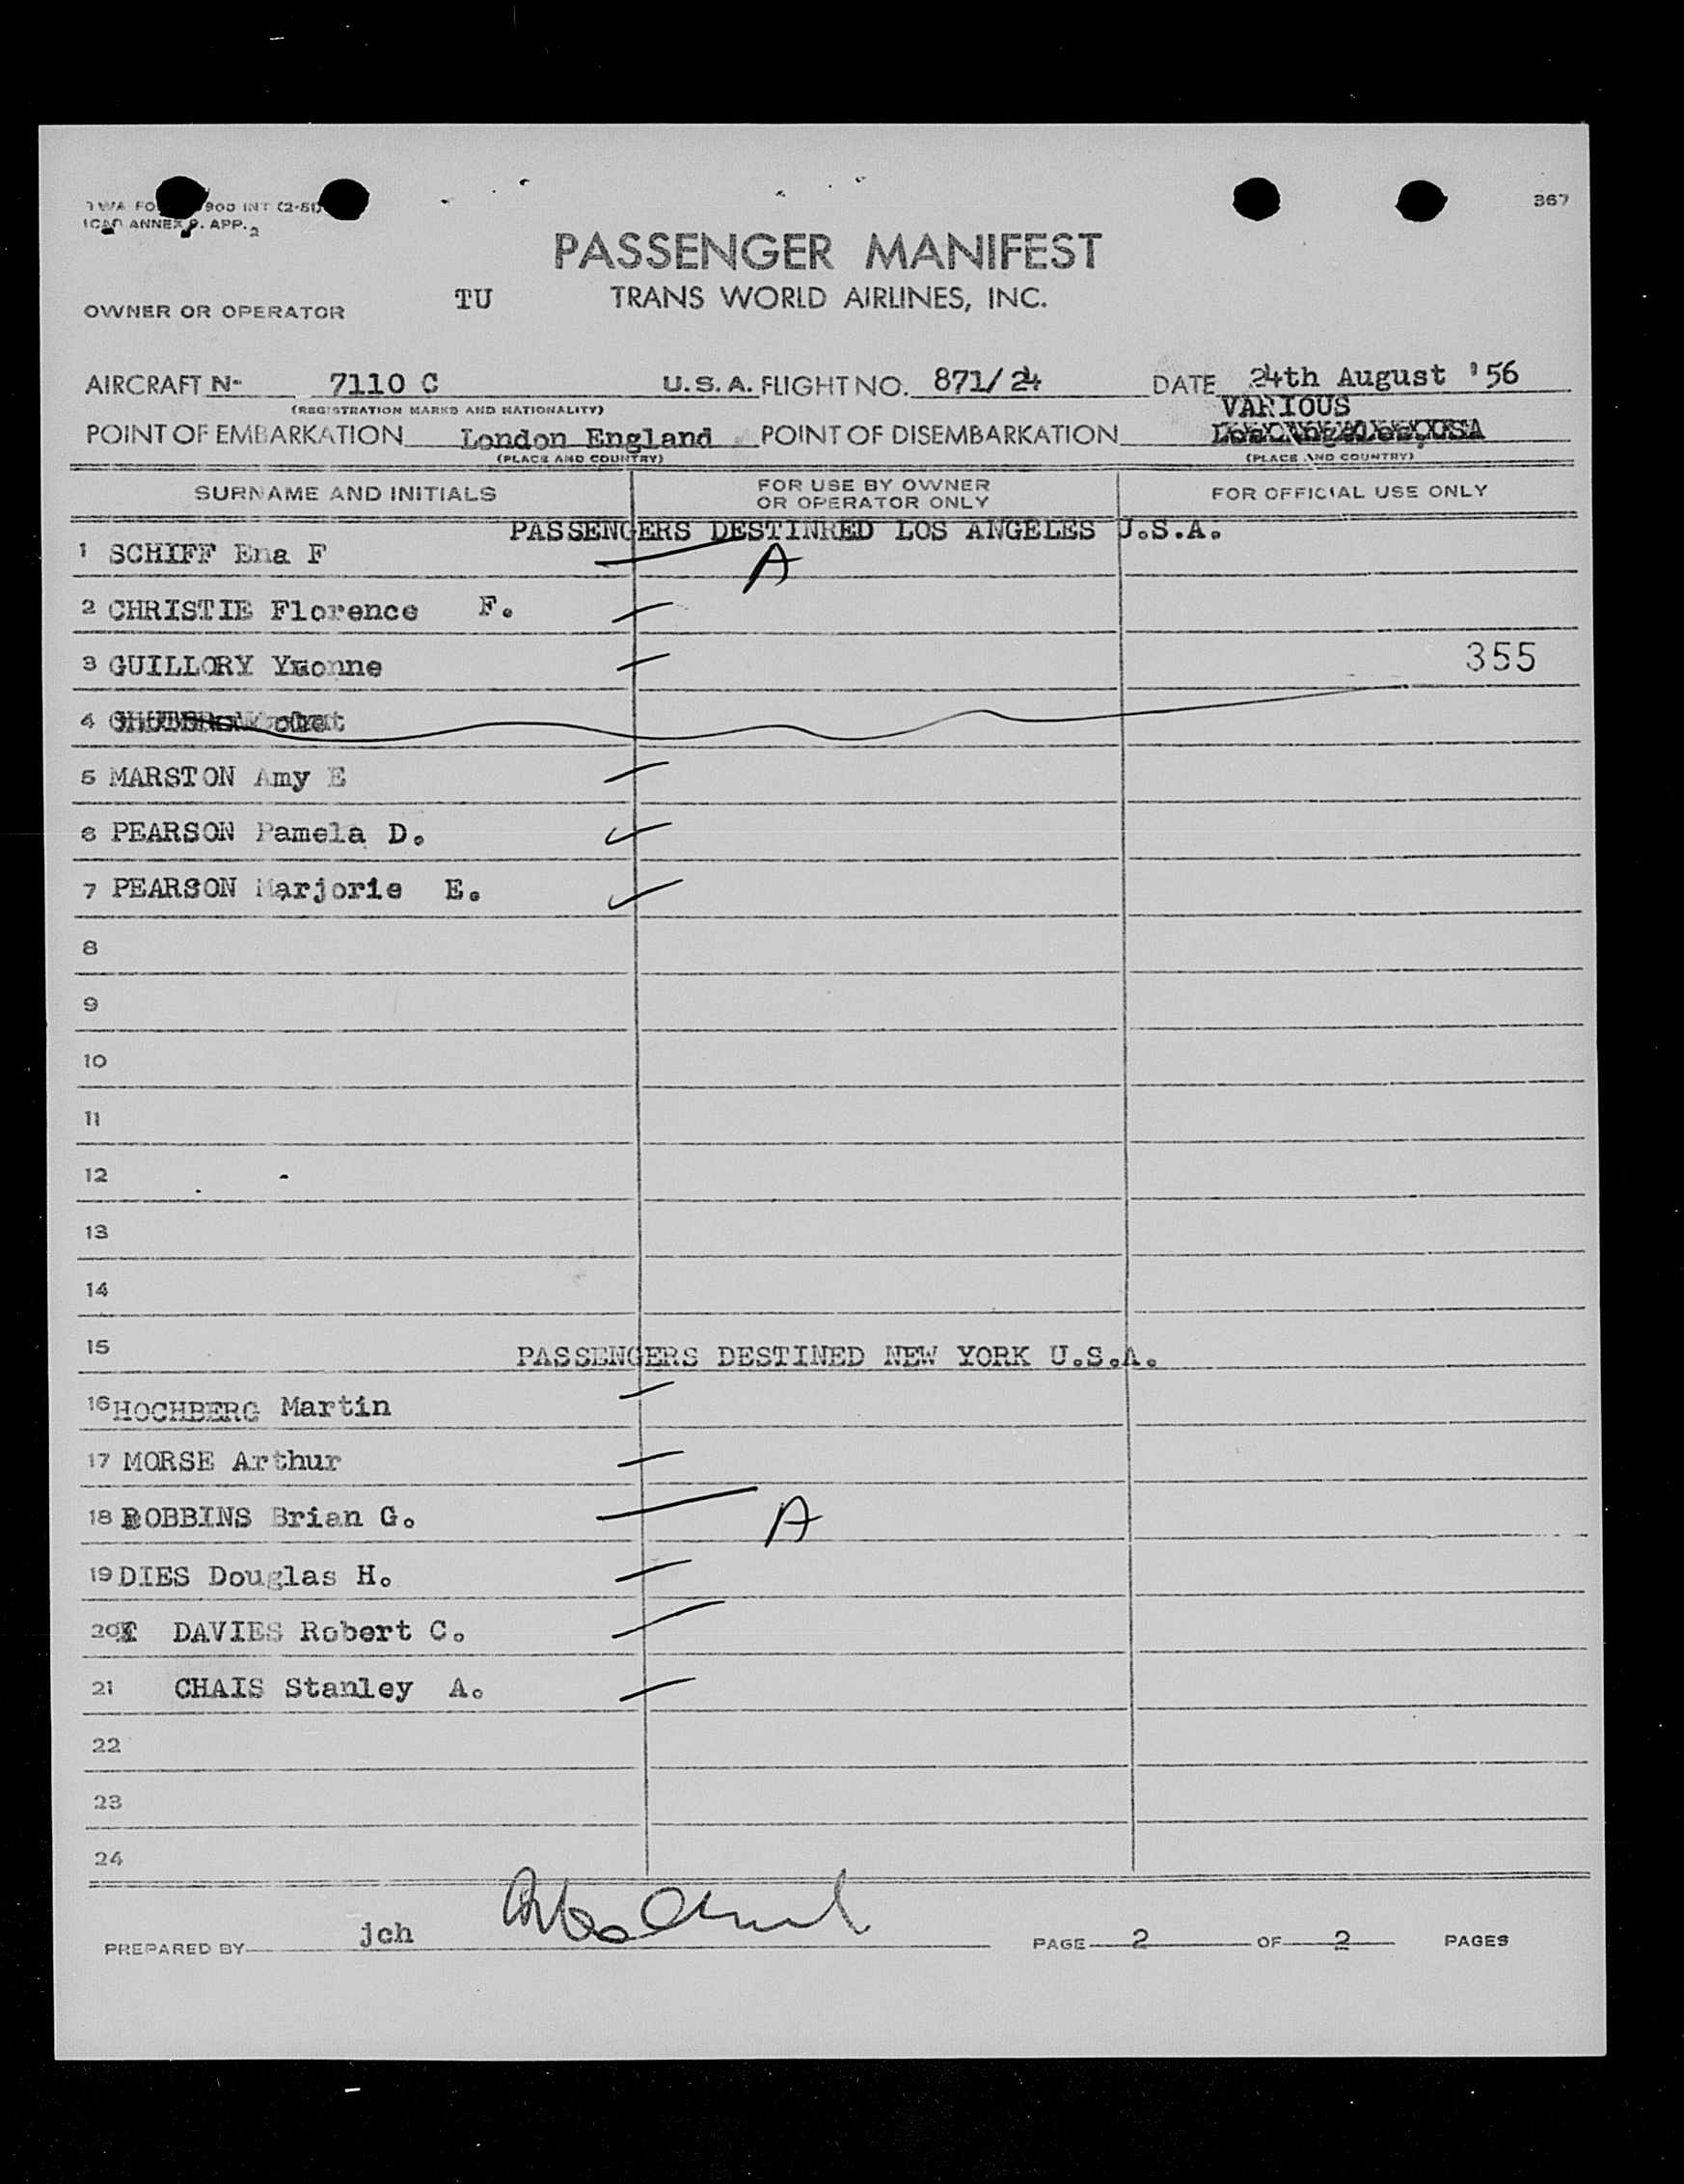 TWA FO 900 INT (2-51)
ICAO ANNEX 9. APP. 2
367
PASSENGER MANIFEST
OWNER OR OPERATOR TU TRANS WORLD AIRLINES, INC.
AIRCRAFT N- 7110 C U.S.A. FLIGHT NO. 871/24 DATE 24th August '56
(REGISTRATION MARKS AND NATIONALITY)
VARIOUS
POINT OF EMBARKATION London England POINT OF DISEMBARKATION Los Angeles, USA
(PLACE AND COUNTRY) (PLACE AND COUNTRY)
SURNAME AND INITIALS FOR USE BY OWNER OR OPERATOR ONLY FOR OFFICIAL USE ONLY
PASSENGERS DESTINRED LOS ANGELES U.S.A.
1 SCHIFF Ena F A
2 CHRISTIE Florence F.
3 GUILLORY Yvonne 355
4
5 MARSTON Amy E
6 PEARSON Pamela D.
7 PEARSON Marjorie E.
8
9
10
11
12
13
14
15 PASSENGERS DESTINED NEW YORK U.S.A.
16 HOCHBERG Martin
17 MORSE Arthur
18 ROBBINS Brian G. A
19 DIES Douglas H.
20 DAVIES Robert C.
21 CHAIS Stanley A.
22
23
24
PREPARED BY jch PAGE 2 OF 2 PAGES